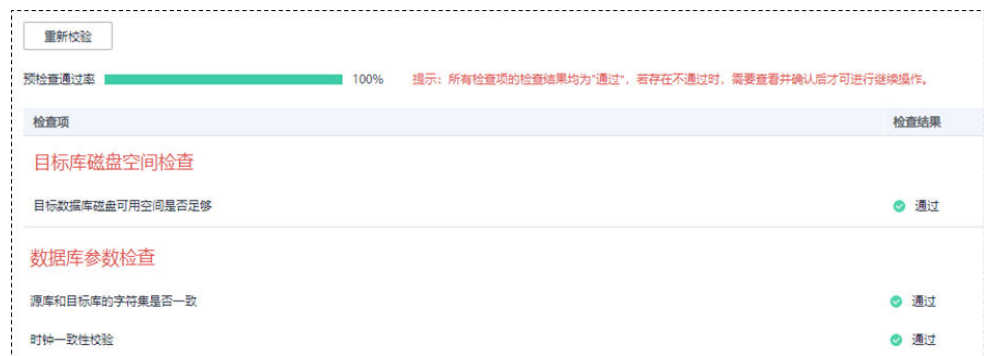 重新校验
预检查通过率 100% 提示：所有检查项的检查结果均为“通过”，若存在不通过时，需要查看并确认后才可进行继续操作。
检查项 检查结果
目标库磁盘空间检查
目标数据库磁盘可用空间是否足够 通过
数据库参数检查
源库和目标库的字符集是否一致 通过
时钟一致性校验 通过